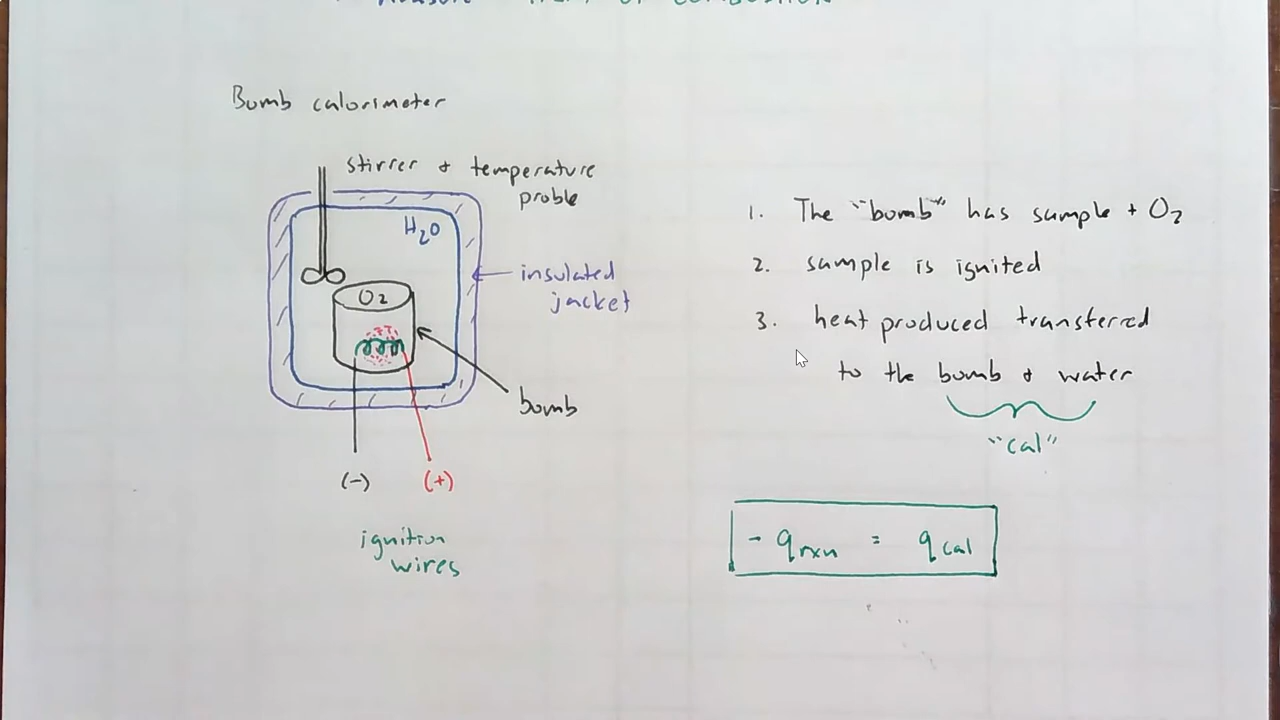 Bomb calorimeter
stirrer & temperature
proble
H2O
insulated
jacket
O2
bomb
(-)
(+)
ignition
wires
1. The "bomb" has sample + O2
2. sample is ignited
3. heat produced transferred
to the bomb & water
"cal"
- qrxn = qcal